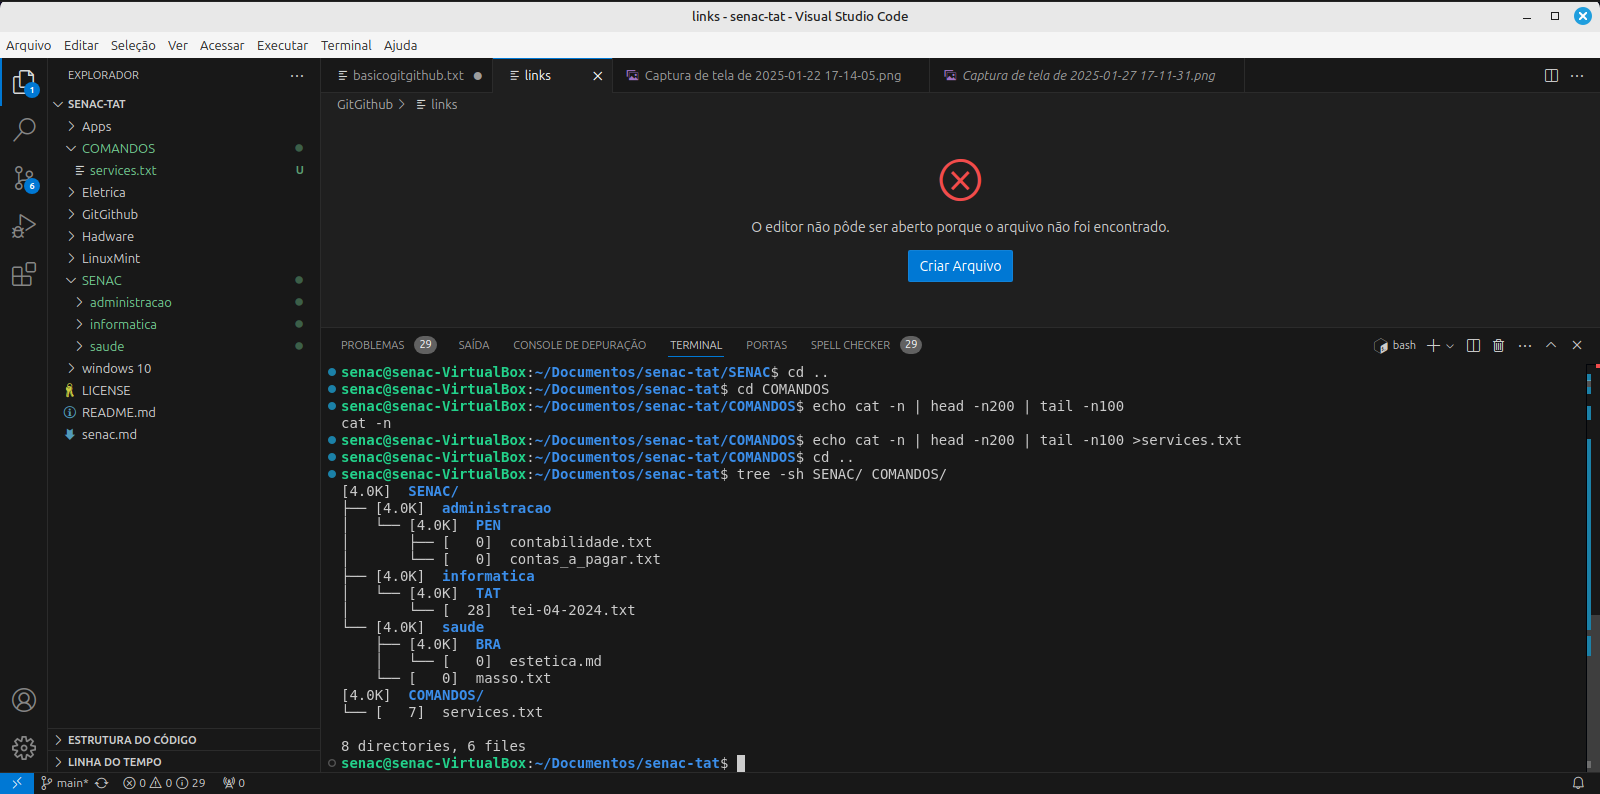 links - senac-tat - Visual Studio Code
Arquivo Editar Seleção Ver Acessar Executar Terminal Ajuda
EXPLORADOR
SENAC-TAT
Apps
COMANDOS
services.txt U
Eletrica
GitGithub
Hadware
LinuxMint
SENAC
administracao
informatica
saude
windows 10
LICENSE
README.md
senac.md
ESTRUTURA DO CÓDIGO
LINHA DO TEMPO
1
6
basicogitgithub.txt links Captura de tela de 2025-01-22 17-14-05.png Captura de tela de 2025-01-27 17-11-31.png
GitGithub > links
O editor não pôde ser aberto porque o arquivo não foi encontrado.
Criar Arquivo
PROBLEMAS 29 SAÍDA CONSOLE DE DEPURAÇÃO TERMINAL PORTAS SPELL CHECKER 29 bash
senac@senac-VirtualBox:~/Documentos/senac-tat/SENAC$ cd ..
senac@senac-VirtualBox:~/Documentos/senac-tat$ cd COMANDOS
senac@senac-VirtualBox:~/Documentos/senac-tat/COMANDOS$ echo cat -n | head -n200 | tail -n100
cat -n
senac@senac-VirtualBox:~/Documentos/senac-tat/COMANDOS$ echo cat -n | head -n200 | tail -n100 >services.txt
senac@senac-VirtualBox:~/Documentos/senac-tat/COMANDOS$ cd ..
senac@senac-VirtualBox:~/Documentos/senac-tat$ tree -sh SENAC/ COMANDOS/
[4.0K]  SENAC/
├── [4.0K]  administracao
│   └── [4.0K]  PEN
│       ├── [   0]  contabilidade.txt
│       └── [   0]  contas_a_pagar.txt
├── [4.0K]  informatica
│   └── [4.0K]  TAT
│       └── [  28]  tei-04-2024.txt
└── [4.0K]  saude
    ├── [4.0K]  BRA
    │   └── [   0]  estetica.md
    └── [   0]  masso.txt
[4.0K]  COMANDOS/
└── [   7]  services.txt
8 directories, 6 files
senac@senac-VirtualBox:~/Documentos/senac-tat$
main* 0 0 29 0